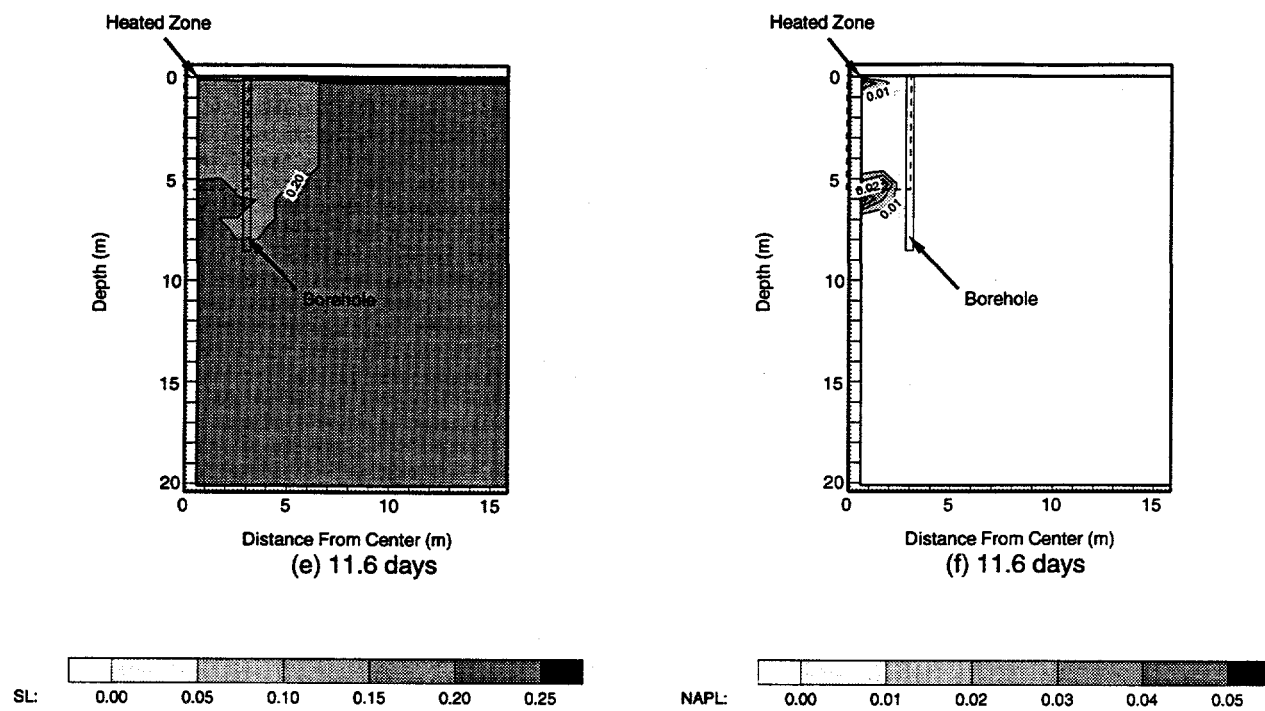 Heated Zone
Heated Zone
0
5
10
15
20
Depth (m)
0.20
Borehole
0 5 10 15
Distance From Center (m)
(e) 11.6 days
0
5
10
15
20
Depth (m)
0.01
0.02
0.01
Borehole
0 5 10 15
Distance From Center (m)
(f) 11.6 days
SL: 0.00 0.05 0.10 0.15 0.20 0.25
NAPL: 0.00 0.01 0.02 0.03 0.04 0.05